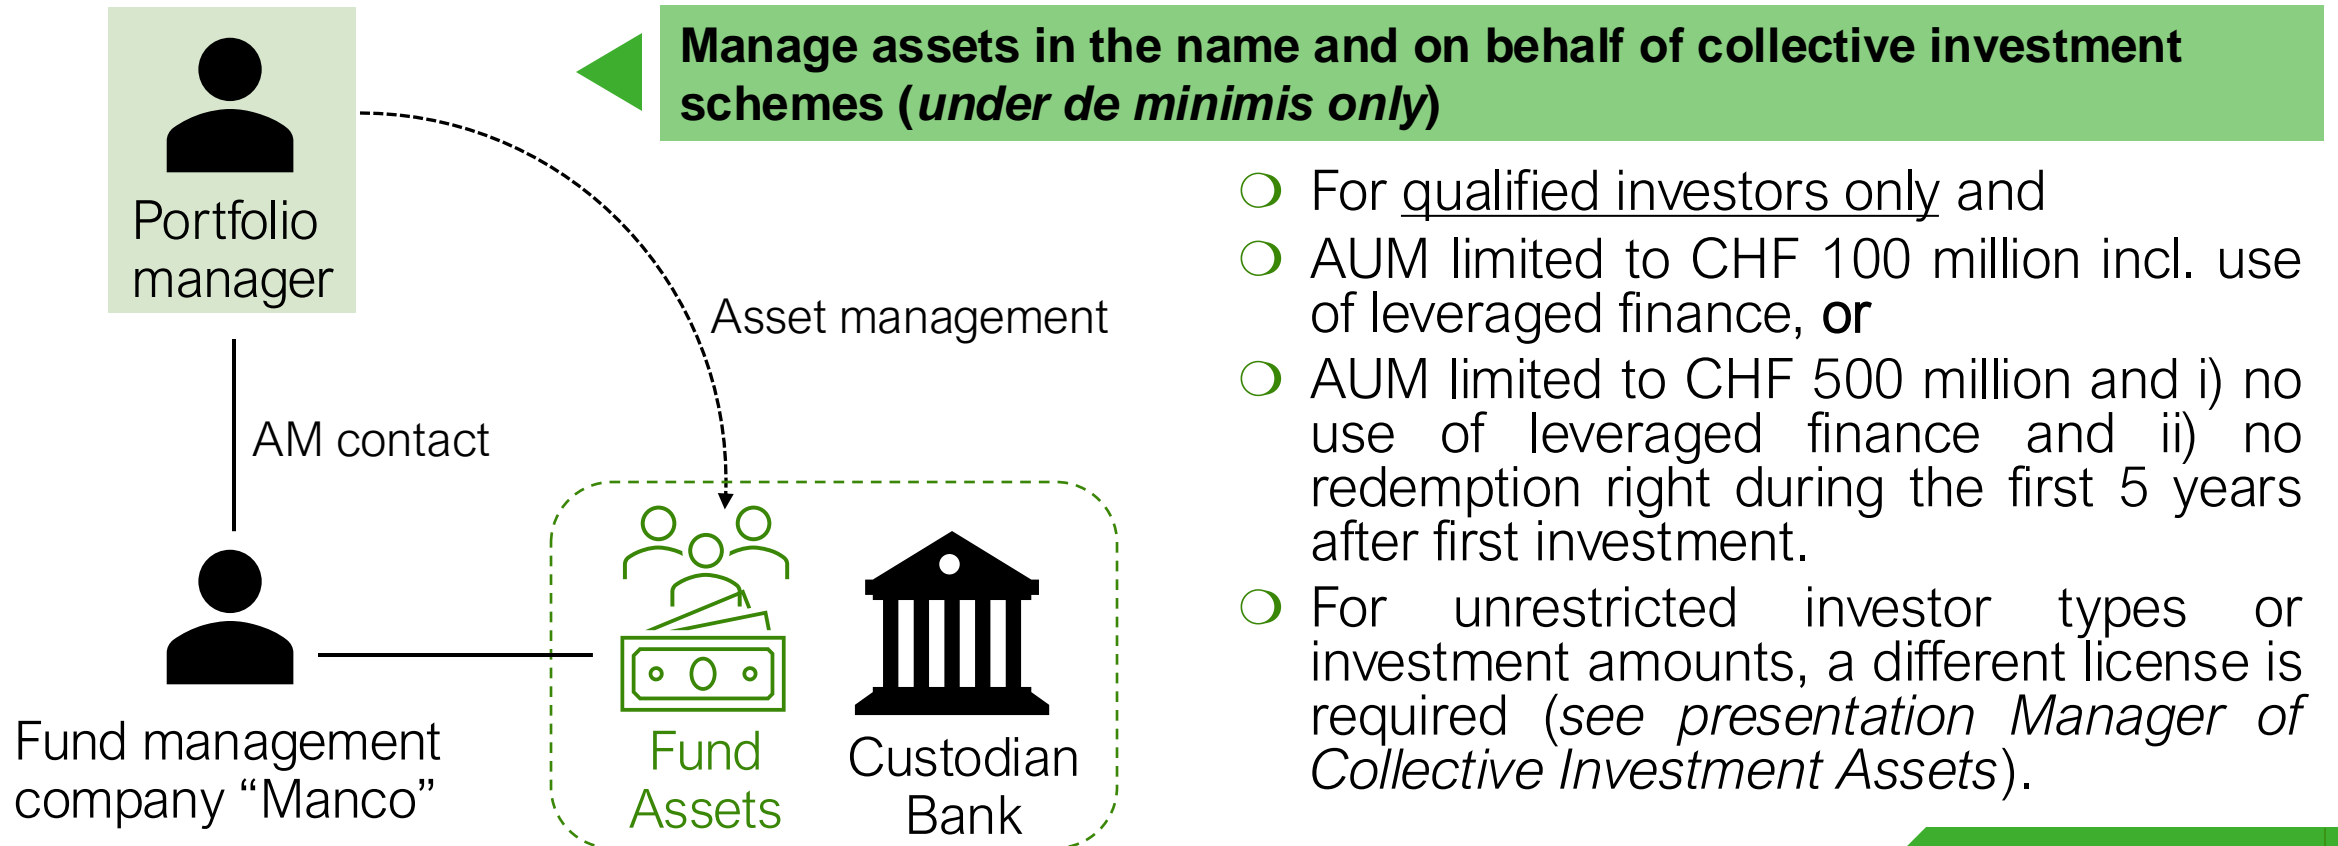 Manage assets in the name and on behalf of collective investment
schemes (under de minimis only)
Portfolio
manager
Asset management
AM contact
Fund management
company “Manco”
Fund
Assets
Custodian
Bank
❍ For qualified investors only and
❍ AUM limited to CHF 100 million incl. use
of leveraged finance, or
❍ AUM limited to CHF 500 million and i) no
use of leveraged finance and ii) no
redemption right during the first 5 years
after first investment.
❍ For unrestricted investor types or
investment amounts, a different license is
required (see presentation Manager of
Collective Investment Assets).